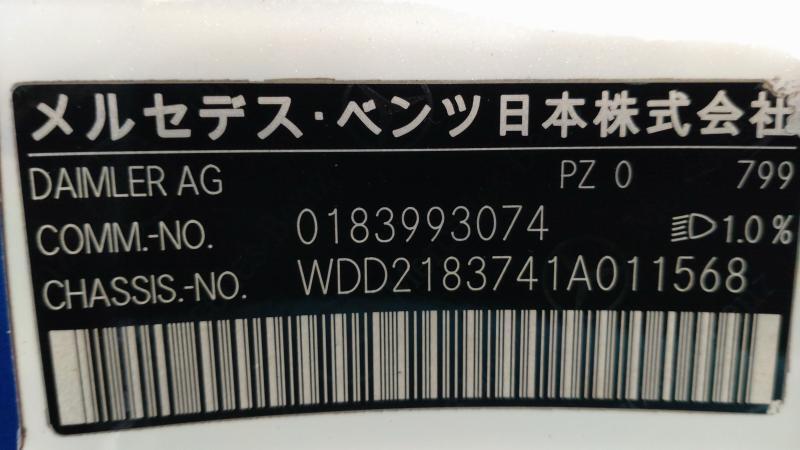 メルセデス・ベンツ日本株式会社
DAIMLER AG PZ 0 799
COMM.-NO. 0183993074 1.0%
CHASSIS.-NO. WDD2183741A011568